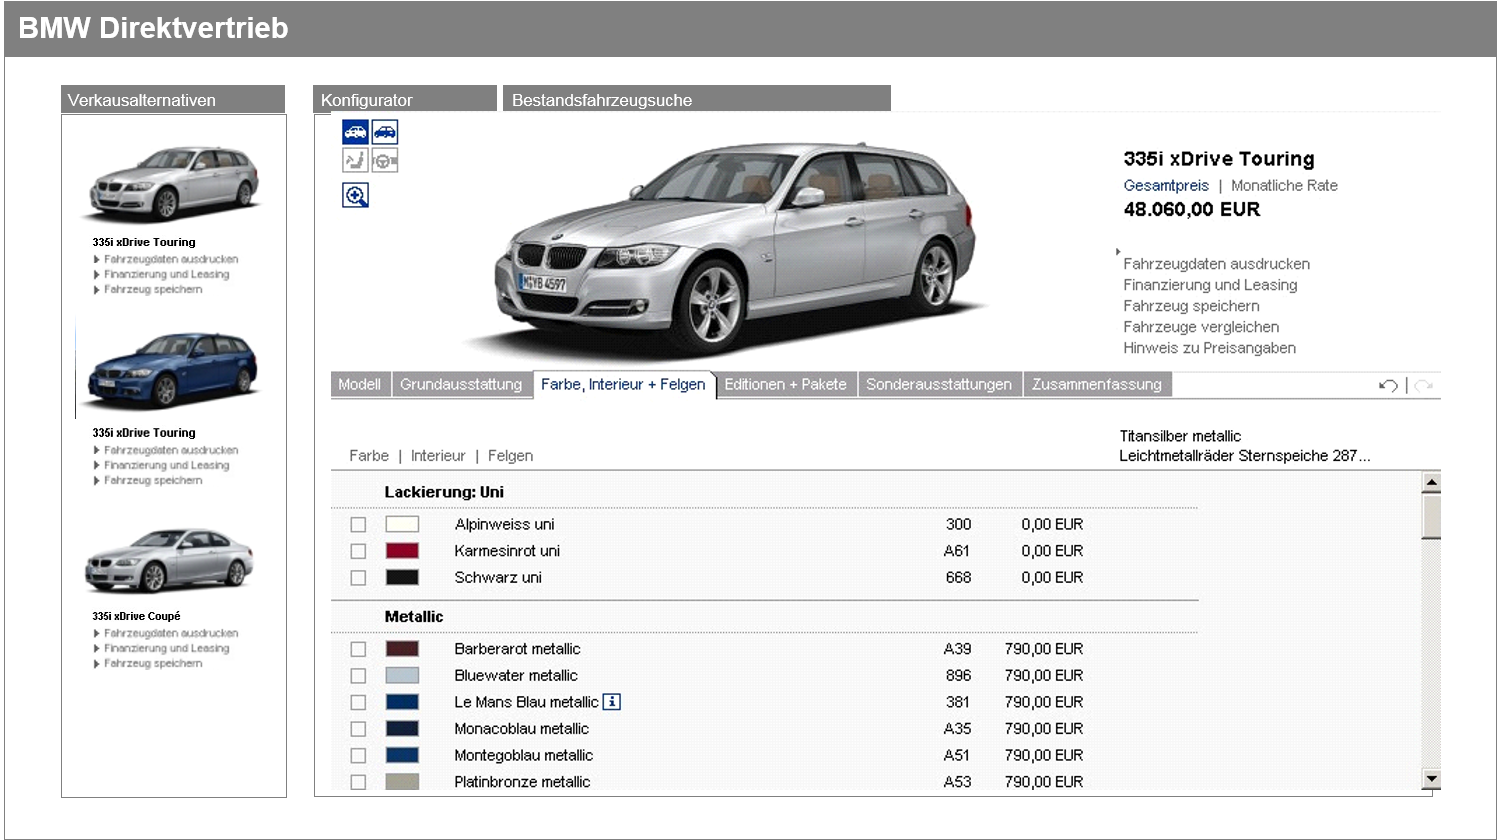 BMW Direktvertrieb
Verkausalternativen
335i xDrive Touring
Fahrzeugdaten ausdrucken
Finanzierung und Leasing
Fahrzeug speichern
335i xDrive Touring
Fahrzeugdaten ausdrucken
Finanzierung und Leasing
Fahrzeug speichern
335i xDrive Coupé
Fahrzeugdaten ausdrucken
Finanzierung und Leasing
Fahrzeug speichern
Konfigurator Bestandsfahrzeugsuche
M YB 4597
335i xDrive Touring
Gesamtpreis | Monatliche Rate
48.060,00 EUR
Fahrzeugdaten ausdrucken
Finanzierung und Leasing
Fahrzeug speichern
Fahrzeuge vergleichen
Hinweis zu Preisangaben
Modell Grundausstattung Farbe, Interieur + Felgen Editionen + Pakete Sonderausstattungen Zusammenfassung
Titansilber metallic
Leichtmetallräder Sternspeiche 287...
Farbe | Interieur | Felgen
Lackierung: Uni
Alpinweiss uni 300 0,00 EUR
Karmesinrot uni A61 0,00 EUR
Schwarz uni 668 0,00 EUR
Metallic
Barberarot metallic A39 790,00 EUR
Bluewater metallic 896 790,00 EUR
Le Mans Blau metallic i 381 790,00 EUR
Monacoblau metallic A35 790,00 EUR
Montegoblau metallic A51 790,00 EUR
Platinbronze metallic A53 790,00 EUR